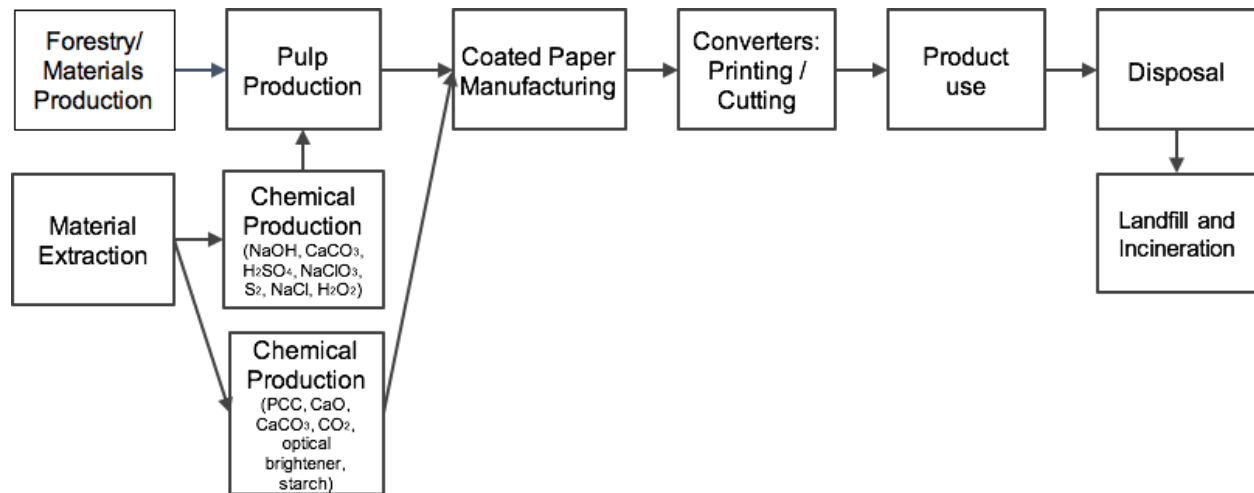 Forestry/
Materials
Production
Pulp
Production
Coated Paper
Manufacturing
Converters:
Printing /
Cutting
Product
use
Disposal
Material
Extraction
Chemical
Production
(NaOH, CaCO₃,
H₂SO₄, NaClO₃,
S₂, NaCl, H₂O₂)
Landfill and
Incineration
Chemical
Production
(PCC, CaO,
CaCO₃, CO₂,
optical
brightener,
starch)